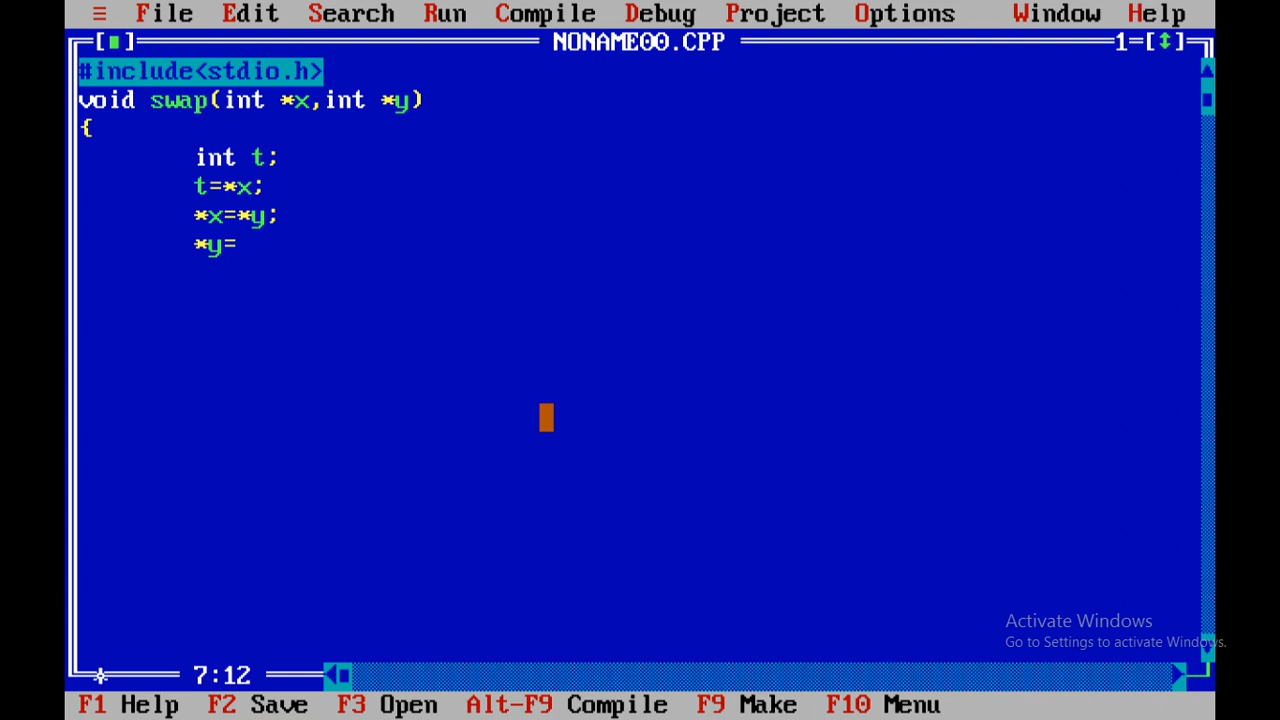 ≡ File Edit Search Run Compile Debug Project Options Window Help
[■] NONAME00.CPP 1=[↕]
#include<stdio.h>
void swap(int *x,int *y)
{
int t;
t=*x;
*x=*y;
*y=
Activate Windows
Go to Settings to activate Windows.
7:12
F1 Help F2 Save F3 Open Alt-F9 Compile F9 Make F10 Menu